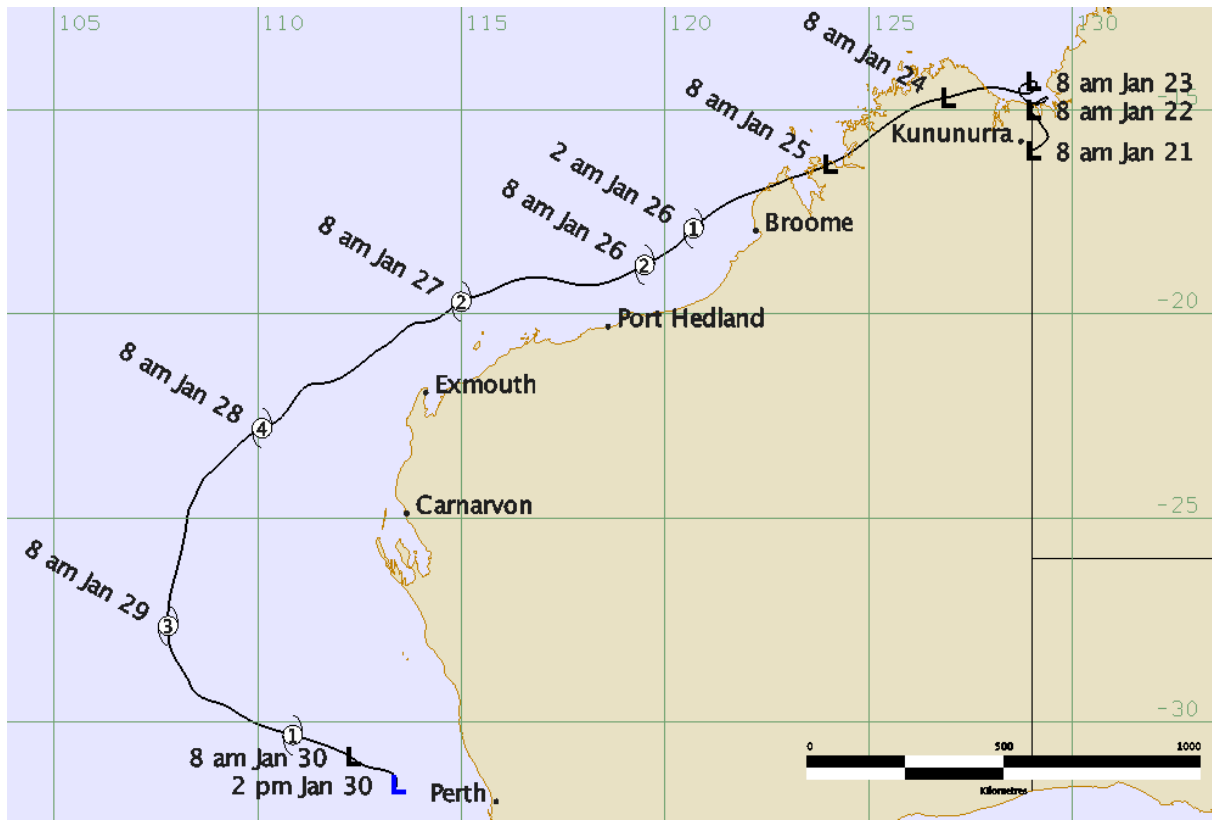 105
110
115
120
125
130
8 am Jan 24
8 am Jan 23
-15
8 am Jan 22
8 am Jan 25
Kununurra
8 am Jan 21
2 am Jan 26
8 am Jan 26
Broome
8 am Jan 27
-20
Port Hedland
8 am Jan 28
Exmouth
Carnarvon
-25
8 am Jan 29
-30
8 am Jan 30
2 pm Jan 30
Perth
0
500
1000
Kilometres
L
L
L
L
L
1
2
2
4
3
1
L
L